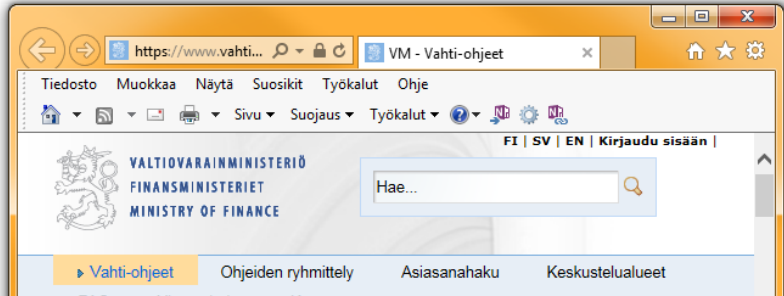 https://www.vahti... VM - Vahti-ohjeet
Tiedosto Muokkaa Näytä Suosikit Työkalut Ohje
Sivu Suojaus Työkalut
FI | SV | EN | Kirjaudu sisään |
VALTIOVARAINMINISTERIÖ
FINANSMINISTERIET
MINISTRY OF FINANCE
Hae...
Vahti-ohjeet Ohjeiden ryhmittely Asiasanahaku Keskustelualueet